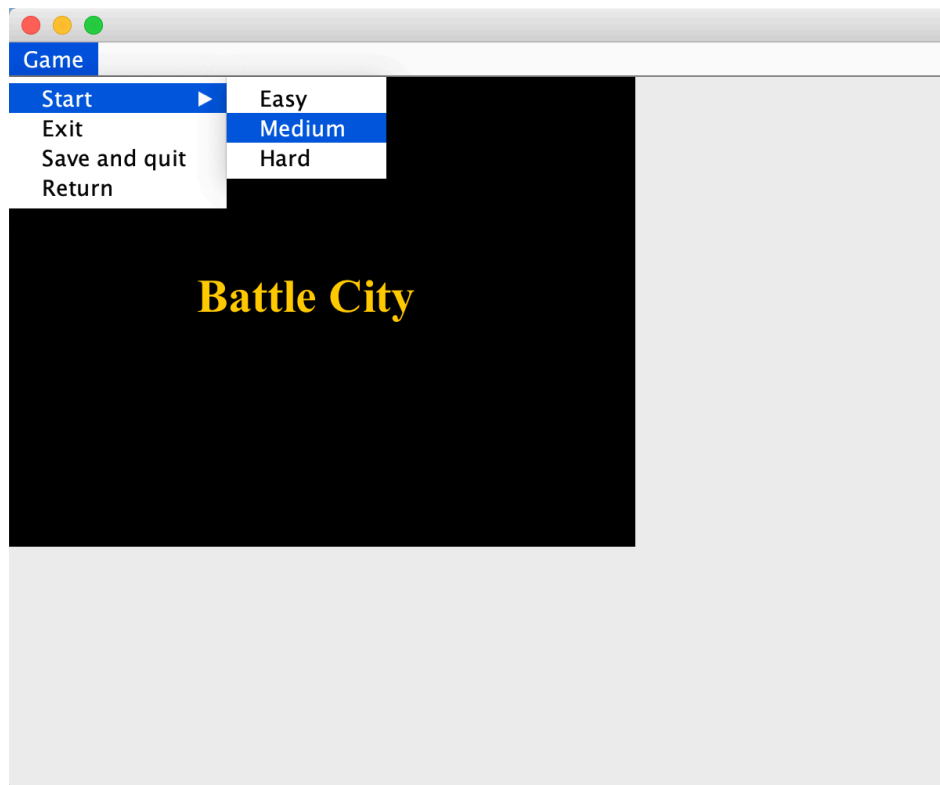 Game
Start
Exit
Save and quit
Return
Easy
Medium
Hard
Battle City